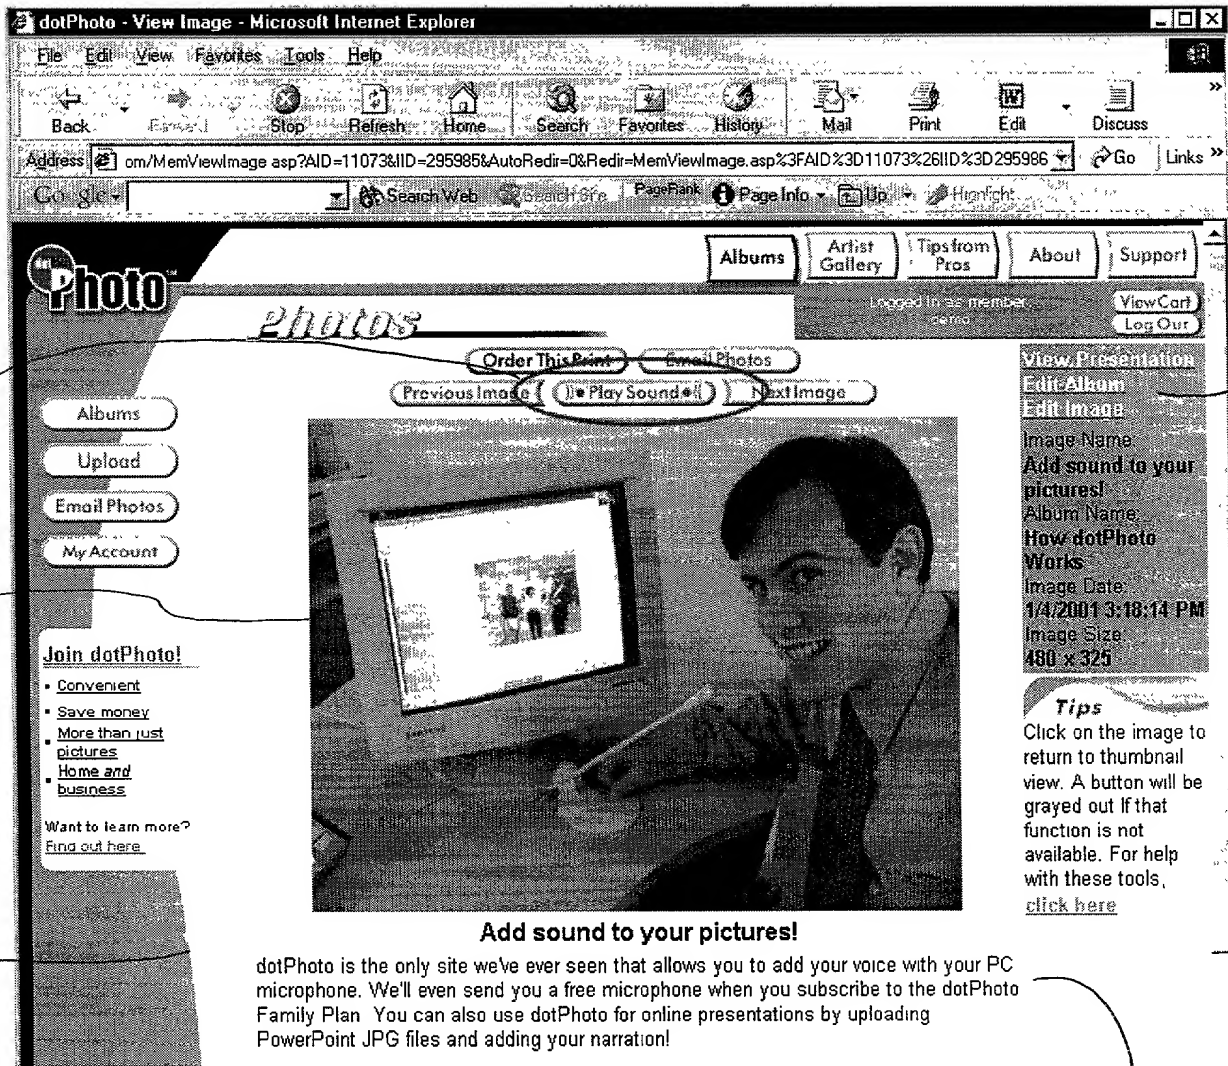 dotPhoto - View Image - Microsoft Internet Explorer
File Edit View Favorites Tools Help
Back Forward Stop Refresh Home Search Favorites History Mail Print Edit Discuss
Address om/MemViewImage asp?AID=11073&IID=295985&AutoRedir=0&Redir=MemViewImage.asp%3FAID%3D11073%26IID%3D295986 Go Links
Google Search Web Search Site PageRank Page Info Up Highlight
Photo
Albums Artist Gallery Tips from Pros About Support
Logged in as member
demo
View Cart
Log Out
Photos
Order This Print Email Photos
Previous Image Play Sound Next Image
Albums
Upload
Email Photos
My Account
Join dotPhoto!
Convenient
Save money
More than just
pictures
Home and
business
Want to learn more?
Find out here
View Presentation
Edit Album
Edit Image
Image Name:
Add sound to your
pictures!
Album Name:
How dotPhoto
Works
Image Date:
1/4/2001 3:18:14 PM
Image Size:
480 x 325
Tips
Click on the image to
return to thumbnail
view. A button will be
grayed out If that
function is not
available. For help
with these tools,
click here
Add sound to your pictures!
dotPhoto is the only site we've ever seen that allows you to add your voice with your PC
microphone. We'll even send you a free microphone when you subscribe to the dotPhoto
Family Plan You can also use dotPhoto for online presentations by uploading
PowerPoint JPG files and adding your narration!